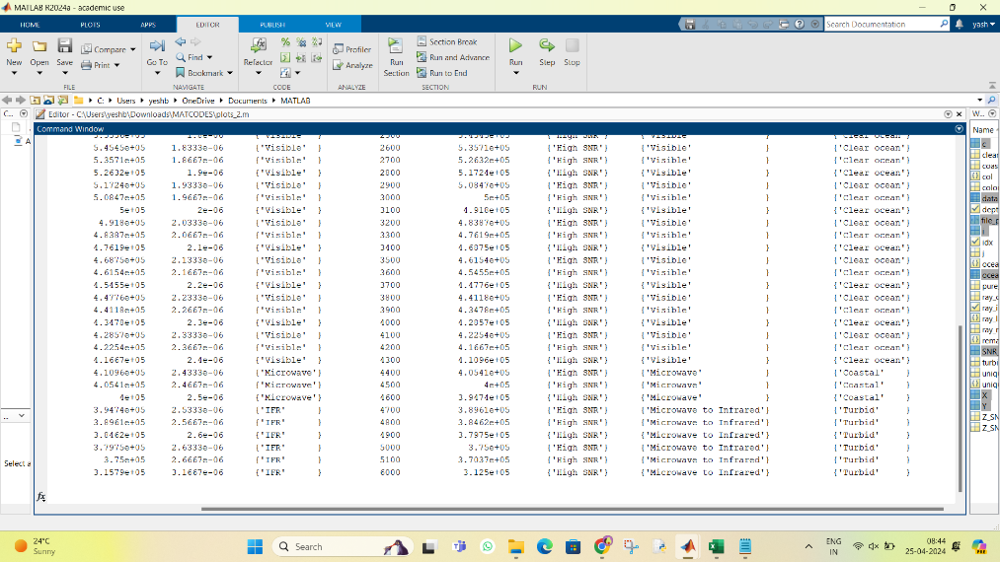 MATLAB R2024a - academic use
HOME PLOTS APPS EDITOR PUBLISH VIEW Search Documentation yash
New Open Save Compare Print Go To Find Bookmark Refactor Profiler Analyze Run Section Section Break Run and Advance Run to End Run Step Stop
FILE NAVIGATE CODE ANALYZE SECTION RUN
C: Users yeshb OneDrive Documents MATLAB
C... Editor - C:\Users\yeshb\Downloads\MATCODES\plots_2.m W...
Command Window
Name
5.4545e+05 1.8333e-06 {'Visible' } 2600 5.3571e+05 {'High SNR'} {'Visible' } {'Clear ocean'}
5.3571e+05 1.8667e-06 {'Visible' } 2700 5.2632e+05 {'High SNR'} {'Visible' } {'Clear ocean'}
5.2632e+05 1.9e-06 {'Visible' } 2800 5.1724e+05 {'High SNR'} {'Visible' } {'Clear ocean'}
5.1724e+05 1.9333e-06 {'Visible' } 2900 5.0847e+05 {'High SNR'} {'Visible' } {'Clear ocean'}
5.0847e+05 1.9667e-06 {'Visible' } 3000 5e+05 {'High SNR'} {'Visible' } {'Clear ocean'}
5e+05 2e-06 {'Visible' } 3100 4.918e+05 {'High SNR'} {'Visible' } {'Clear ocean'}
4.918e+05 2.0333e-06 {'Visible' } 3200 4.8387e+05 {'High SNR'} {'Visible' } {'Clear ocean'}
4.8387e+05 2.0667e-06 {'Visible' } 3300 4.7619e+05 {'High SNR'} {'Visible' } {'Clear ocean'}
4.7619e+05 2.1e-06 {'Visible' } 3400 4.6875e+05 {'High SNR'} {'Visible' } {'Clear ocean'}
4.6875e+05 2.1333e-06 {'Visible' } 3500 4.6154e+05 {'High SNR'} {'Visible' } {'Clear ocean'}
4.6154e+05 2.1667e-06 {'Visible' } 3600 4.5455e+05 {'High SNR'} {'Visible' } {'Clear ocean'}
4.5455e+05 2.2e-06 {'Visible' } 3700 4.4776e+05 {'High SNR'} {'Visible' } {'Clear ocean'}
4.4776e+05 2.2333e-06 {'Visible' } 3800 4.4118e+05 {'High SNR'} {'Visible' } {'Clear ocean'}
4.4118e+05 2.2667e-06 {'Visible' } 3900 4.3478e+05 {'High SNR'} {'Visible' } {'Clear ocean'}
4.3478e+05 2.3e-06 {'Visible' } 4000 4.2857e+05 {'High SNR'} {'Visible' } {'Clear ocean'}
4.2857e+05 2.3333e-06 {'Visible' } 4100 4.2254e+05 {'High SNR'} {'Visible' } {'Clear ocean'}
4.2254e+05 2.3667e-06 {'Visible' } 4200 4.1667e+05 {'High SNR'} {'Visible' } {'Clear ocean'}
4.1667e+05 2.4e-06 {'Visible' } 4300 4.1096e+05 {'High SNR'} {'Visible' } {'Clear ocean'}
4.1096e+05 2.4333e-06 {'Microwave'} 4400 4.0541e+05 {'High SNR'} {'Microwave' } {'Coastal' }
4.0541e+05 2.4667e-06 {'Microwave'} 4500 4e+05 {'High SNR'} {'Microwave' } {'Coastal' }
4e+05 2.5e-06 {'Microwave'} 4600 3.9474e+05 {'High SNR'} {'Microwave' } {'Coastal' }
3.9474e+05 2.5333e-06 {'IFR' } 4700 3.8961e+05 {'High SNR'} {'Microwave to Infrared'} {'Turbid' }
3.8961e+05 2.5667e-06 {'IFR' } 4800 3.8462e+05 {'High SNR'} {'Microwave to Infrared'} {'Turbid' }
3.8462e+05 2.6e-06 {'IFR' } 4900 3.7975e+05 {'High SNR'} {'Microwave to Infrared'} {'Turbid' }
3.7975e+05 2.6333e-06 {'IFR' } 5000 3.75e+05 {'High SNR'} {'Microwave to Infrared'} {'Turbid' }
3.75e+05 2.6667e-06 {'IFR' } 5100 3.7037e+05 {'High SNR'} {'Microwave to Infrared'} {'Turbid' }
3.1579e+05 3.1667e-06 {'IFR' } 6000 3.125e+05 {'High SNR'} {'Microwave to Infrared'} {'Turbid' }
fx
A
...
Select a
c
clear
coas
col
colo
data
dept
file_p
i
idx
j
ocea
ocea
pure
ray_
ray_i
ray_l
ray_r
rema
SNR_
turbi
uniq
uniq
X
Y
Z_SN
Z_SN
24°C
Sunny
Search
ENG
IN
08:44
25-04-2024